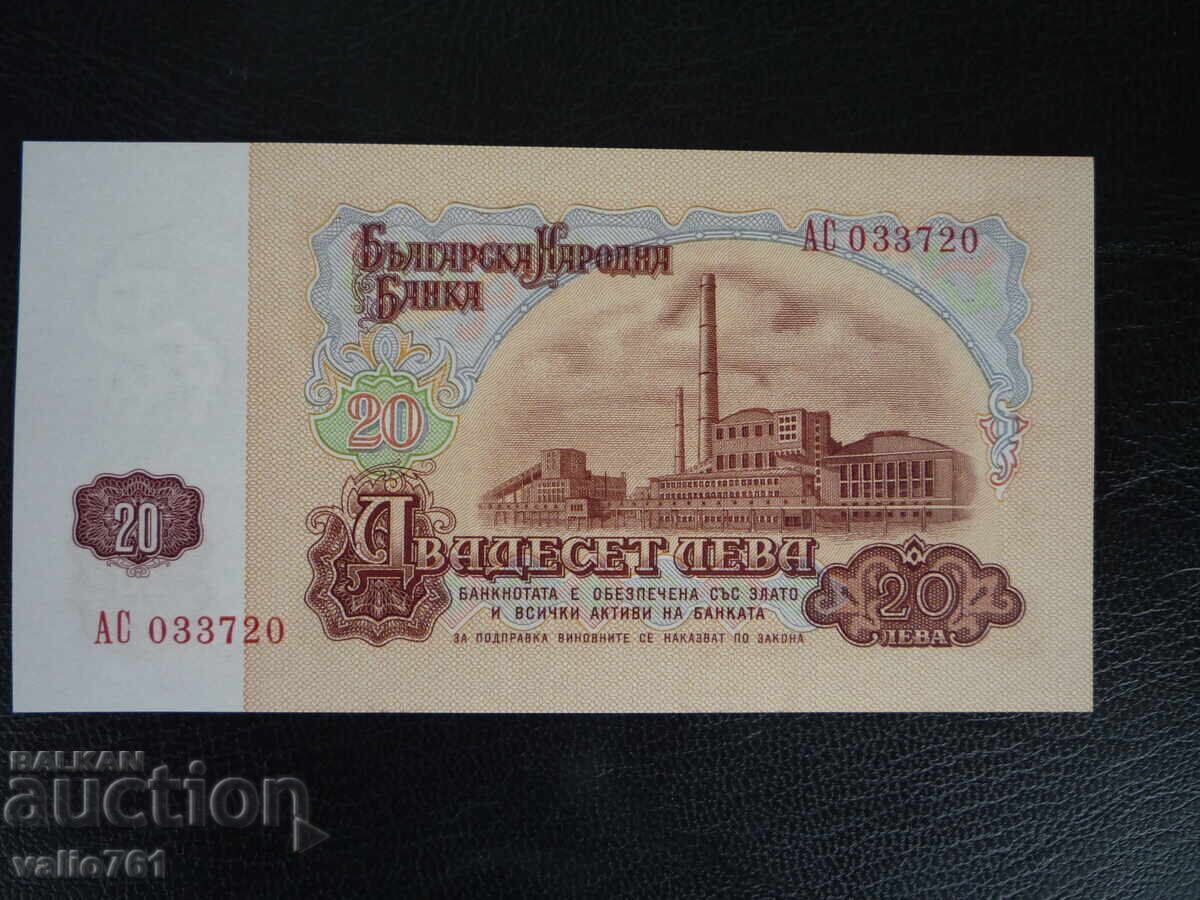 БЪЛГАРСКА НАРОДНА
БАНКА
АС 033720
20
ДВАДЕСЕТ ЛЕВА
БАНКНОТАТА Е ОБЕЗПЕЧЕНА СЪС ЗЛАТО
И ВСИЧКИ АКТИВИ НА БАНКАТА
ЗА ПОДПРАВКА ВИНОВНИТЕ СЕ НАКАЗВАТ ПО ЗАКОНА
20
ЛЕВА
20
АС 033720
BALKAN
auction
valio761